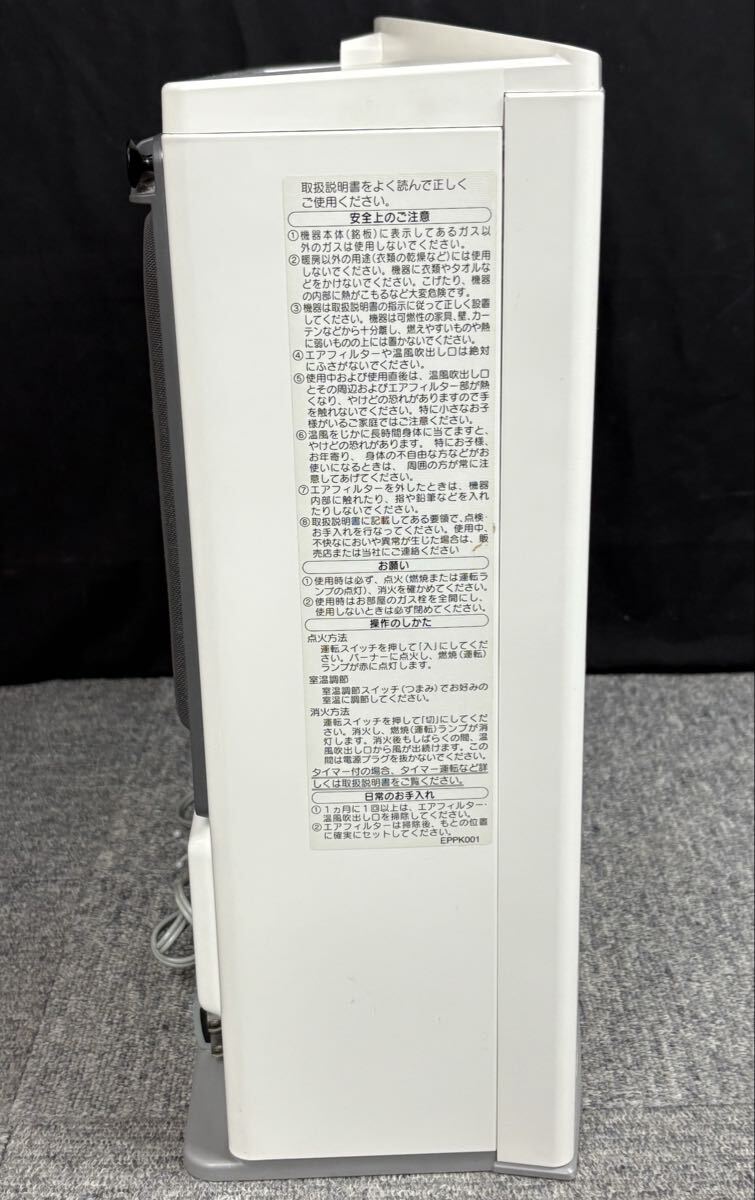 取扱説明書をよく読んで正しく
ご使用ください。
安全上のご注意
①機器本体(銘板)に表示してあるガス以
外のガスは使用しないでください。
②暖房以外の用途(衣類の乾燥など)には使用
しないでください。機器に衣類やタオルな
どをかけないでください。こげたり、機器
の内部に熱がこもるなど大変危険です。
③機器は取扱説明書の指示に従って正しく設置
してください。機器は可燃性の家具、壁、カー
テンなどから十分離し、燃えやすいものや熱
に弱いものの上には置かないでください。
④エアフィルターや温風吹出し口は絶対
にふさがないでください。
⑤使用中および使用直後は、温風吹出し口
とその周辺およびエアフィルター部が熱
くなり、やけどの恐れがありますので手
を触れないでください。特に小さなお子
様がいるご家庭ではご注意ください。
⑥温風をじかに長時間身体に当てますと、
やけどの恐れがあります。特にお子様、
お年寄り、身体の不自由な方などがお
使いになるときは、周囲の方が常に注
意してあげてください。
⑦エアフィルターを外したときは、機器
内部に触れたり、指や鉛筆などを入れ
たりしないでください。
⑧取扱説明書に記載してある要領で、点検・
お手入れを行なってください。使用中、
不快なにおいや異常が生じた場合は、販
売店または当社にご連絡ください
お願い
①使用時は必ず、点火(燃焼または運転ラ
ンプの点灯)、消火を確かめてください。
②使用時はお部屋のガス栓を全開にし、
使用しないときは必ず閉めてください。
操作のしかた
点火方法
運転スイッチを押して「入」にしてくだ
さい。バーナーに点火し、燃焼(運転)
ランプが赤に点灯します。
室温調節
室温調節スイッチ(つまみ)でお好みの
室温に調節してください。
消火方法
運転スイッチを押して「切」にしてくだ
さい。消火し、燃焼(運転)ランプが消
灯します。消火後もしばらくの間、温
風吹出し口から風が出続けます。この
間は電源プラグを抜かないでください。
タイマー付の場合、タイマー運転など詳
しくは取扱説明書をご覧ください。
日常のお手入れ
①1ヵ月に1回以上は、エアフィルター・
温風吹出し口を掃除してください。
②エアフィルターは掃除後、もとの位置
に確実にセットしてください。
EPPK001